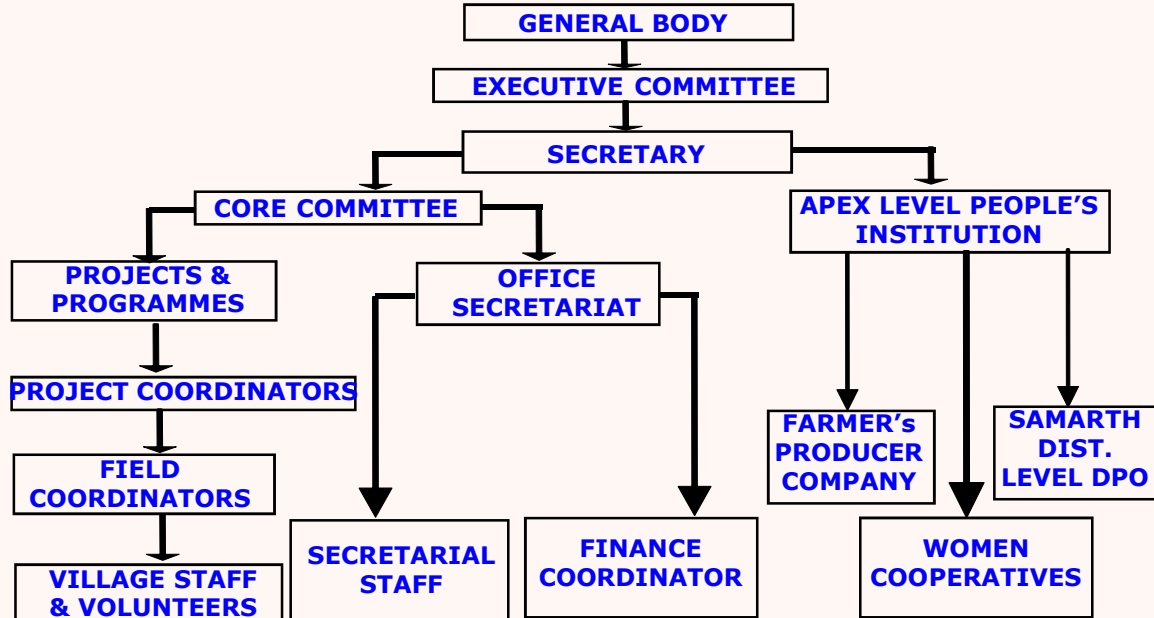 GENERAL BODY
EXECUTIVE COMMITTEE
SECRETARY
CORE COMMITTEE
APEX LEVEL PEOPLE'S
INSTITUTION
PROJECTS &
PROGRAMMES
OFFICE
SECRETARIAT
PROJECT COORDINATORS
FIELD
COORDINATORS
VILLAGE STAFF
& VOLUNTEERS
SECRETARIAL
STAFF
FINANCE
COORDINATOR
FARMER's
PRODUCER
COMPANY
WOMEN
COOPERATIVES
SAMARTH
DIST.
LEVEL DPO